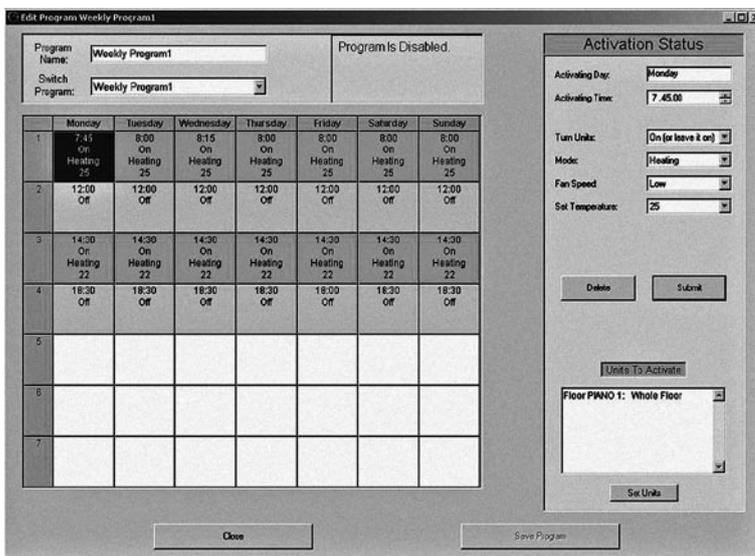 Edit Program Weekly Program1
Program Name: Weekly Program1
Switch Program: Weekly Program1
Program Is Disabled.
Monday Tuesday Wednesday Thursday Friday Saturday Sunday
1
7:45 8:00 8:15 8:00 8:00 8:00 8:00
On On On On On On On
Heating Heating Heating Heating Heating Heating Heating
25 25 25 25 25 25 25
2
12:00 12:00 12:00 12:00 12:00 12:00 12:00
Off Off Off Off Off Off Off
3
14:30 14:30 14:30 14:30 14:30 14:30 14:30
On On On On On On On
Heating Heating Heating Heating Heating Heating Heating
22 22 22 22 22 22 22
4
18:30 18:30 18:30 18:30 18:00 18:30 18:30
Off Off Off Off Off Off Off
5
6
7
Activation Status
Activating Day: Monday
Activating Time: 7.45.00
Turn Units: On (or leave it on)
Mode: Heating
Fan Speed Low
Set Temperature: 25
Delete Submit
Units To Activate
Floor PIANO 1: Whole Floor
Set Units
Close Save Program